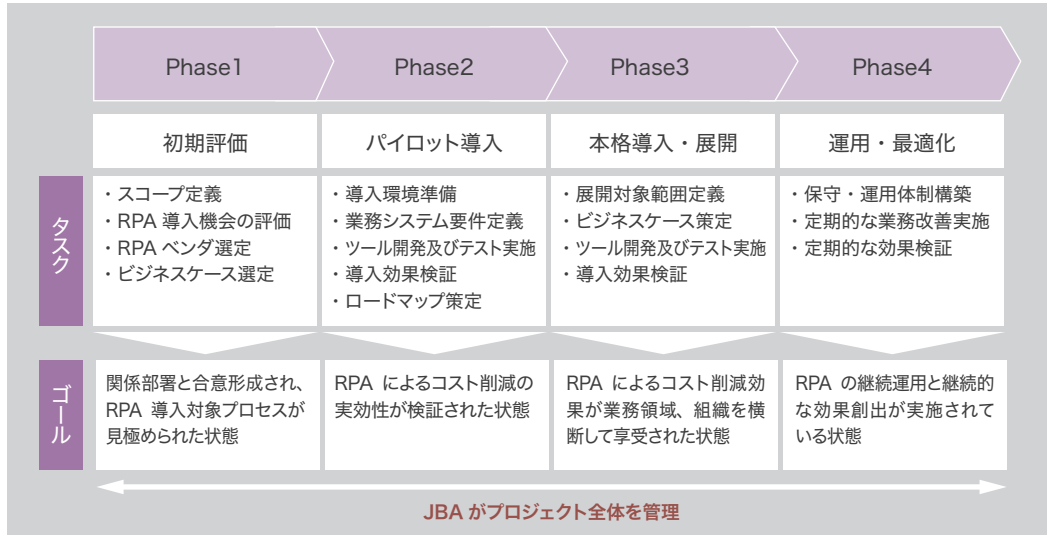 Phase1
Phase2
Phase3
Phase4
初期評価
パイロット導入
本格導入・展開
運用・最適化
タスク
・スコープ定義
・RPA 導入機会の評価
・RPA ベンダ選定
・ビジネスケース選定
・導入環境準備
・業務システム要件定義
・ツール開発及びテスト実施
・導入効果検証
・ロードマップ策定
・展開対象範囲定義
・ビジネスケース策定
・ツール開発及びテスト実施
・導入効果検証
・保守・運用体制構築
・定期的な業務改善実施
・定期的な効果検証
ゴール
関係部署と合意形成され、
RPA 導入対象プロセスが
見極められた状態
RPA によるコスト削減の
実効性が検証された状態
RPA によるコスト削減効
果が業務領域、組織を横
断して享受された状態
RPA の継続運用と継続的
な効果創出が実施されて
いる状態
JBA がプロジェクト全体を管理